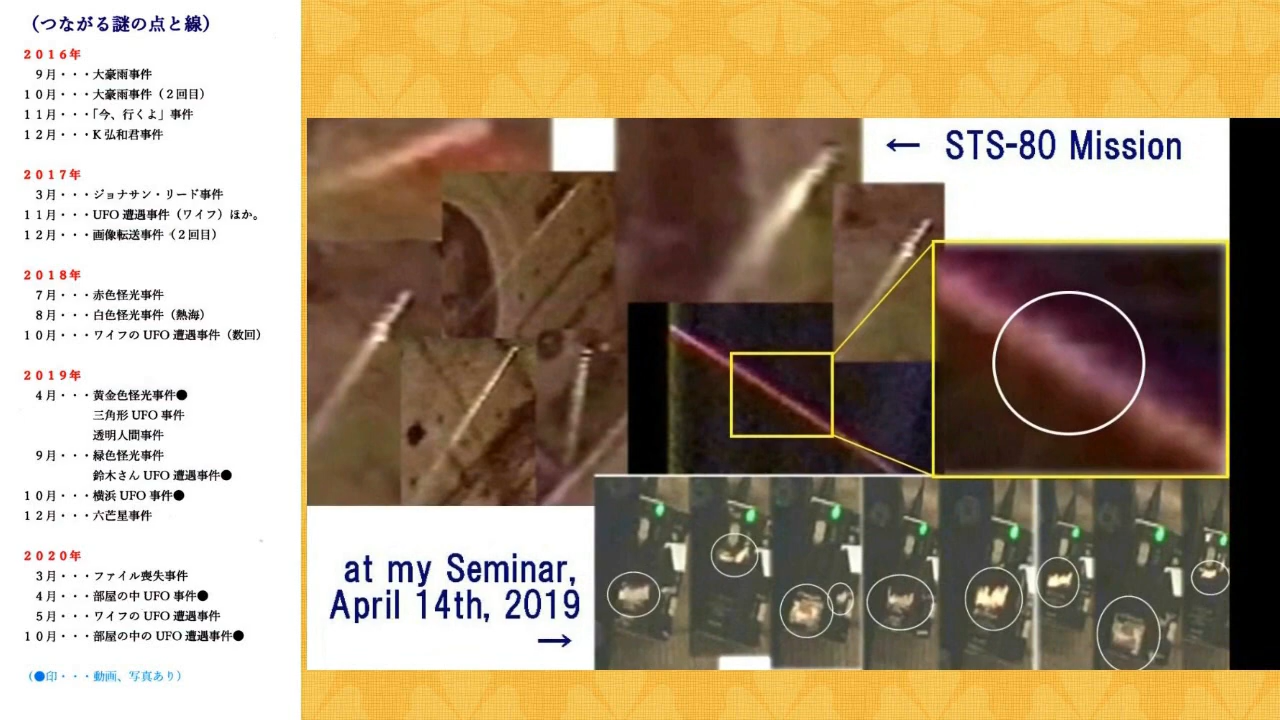 （つながる謎の点と線）
２０１６年
９月・・・大豪雨事件
１０月・・・大豪雨事件（２回目）
１１月・・・「今、行くよ」事件
１２月・・・K 弘和君事件
２０１７年
３月・・・ジョナサン・リード事件
１１月・・・UFO 遭遇事件（ワイフ）ほか。
１２月・・・画像転送事件（２回目）
２０１８年
７月・・・赤色怪光事件
８月・・・白色怪光事件（熱海）
１０月・・・ワイフの UFO 遭遇事件（数回）
２０１９年
４月・・・黄金色怪光事件●
三角形 UFO 事件
透明人間事件
９月・・・緑色怪光事件
鈴木さん UFO 遭遇事件●
１０月・・・横浜 UFO 事件●
１２月・・・六芒星事件
２０２０年
３月・・・ファイル喪失事件
４月・・・部屋の中 UFO 事件●
５月・・・ワイフの UFO 遭遇事件
１０月・・・部屋の中の UFO 遭遇事件●
（●印・・・動画、写真あり）
← STS-80 Mission
at my Seminar,
April 14th, 2019
→